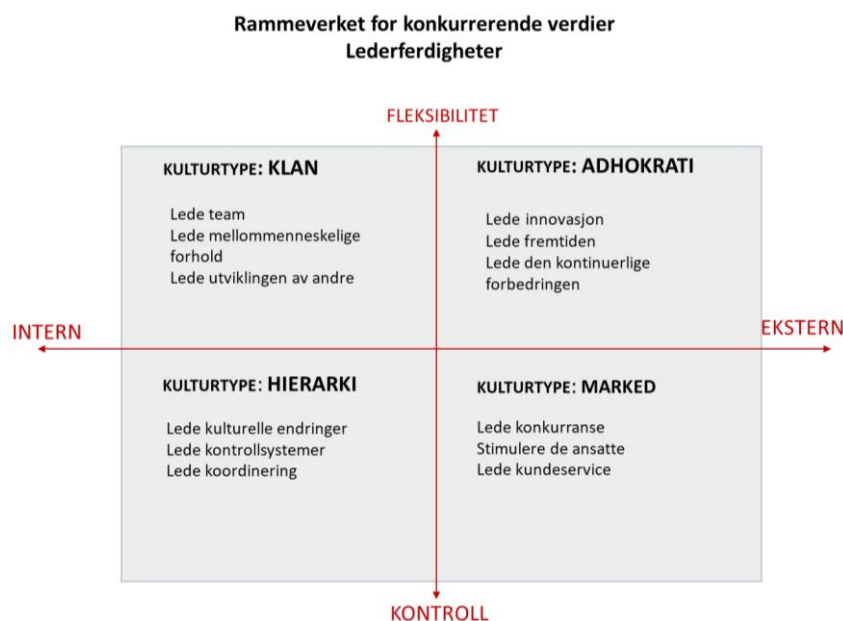 Rammeverket for konkurrerende verdier
Lederferdigheter
FLEKSIBILITET
KULTURTYPE: KLAN
Lede team
Lede mellommenneskelige
forhold
Lede utviklingen av andre
KULTURTYPE: ADHOKRATI
Lede innovasjon
Lede fremtiden
Lede den kontinuerlige
forbedringen
INTERN
EKSTERN
KULTURTYPE: HIERARKI
Lede kulturelle endringer
Lede kontrollsystemer
Lede koordinering
KULTURTYPE: MARKED
Lede konkurranse
Stimulere de ansatte
Lede kundeservice
KONTROLL